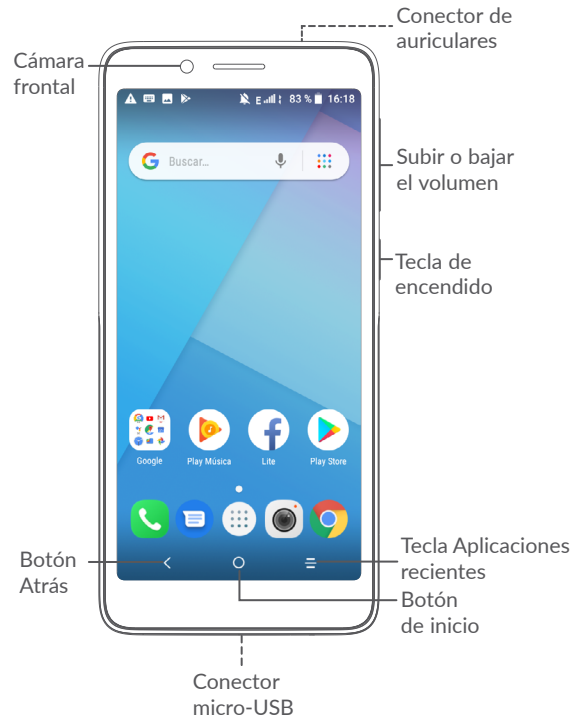 Conector de
auriculares
Cámara
frontal
83 % 16:18
E
Buscar...
Subir o bajar
el volumen
Tecla de
encendido
Google Play Música Lite Play Store
Botón
Atrás
Tecla Aplicaciones
recientes
Botón
de inicio
Conector
micro-USB